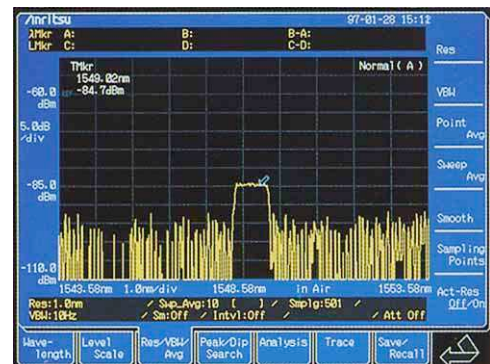 Anritsu 97-01-28 15:12
λMkr A: B: B-A:
LMkr C: D: C-D:
TMkr Normal(A)
1549.02nm
-84.7dBm
-60.0
dBm
5.0dB
/div
-85.0
dBm
-110.0
dBm
1543.58nm 1.0nm/div 1548.58nm in Air 1553.58nm
Res:1.0nm / Swp_Avg:10 [ ] / Smplg:501 /
VBW:10Hz / Sm:Off / Intvl:Off / / Att Off
Res
VBW
Point
Avg
Sweep
Avg
Smooth
Sampling
Points
Act-Res
Off/On
Wave-
length
Level
Scale
Res/VBW/
Avg
Peak/Dip
Search
Analysis
Trace
Save/
Recall